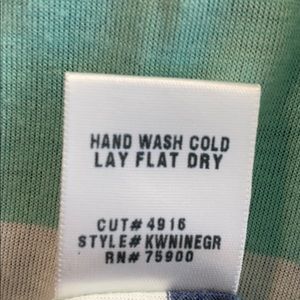 HAND WASH COLD
LAY FLAT DRY
CUT# 4916
STYLE# KWNINEGR
RN# 75900